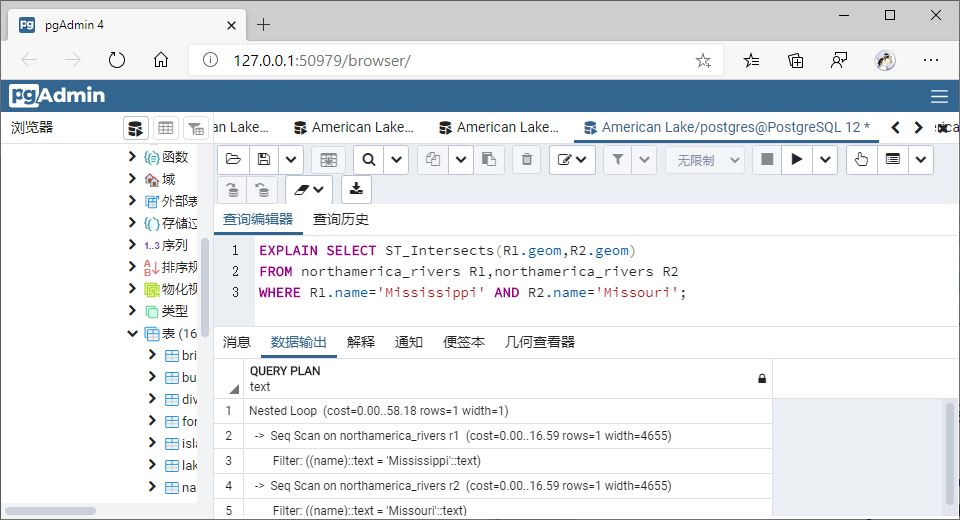 pgAdmin 4
127.0.0.1:50979/browser/
pgAdmin
浏览器
an Lake...
American Lake...
American Lake...
American Lake/postgres@PostgreSQL 12 *
函数
域
外部表
存储过
1..3 序列
排序规
物化视
类型
表 (16
bri
bu
div
for
isla
lak
na
无限制
查询编辑器 查询历史
1 EXPLAIN SELECT ST_Intersects(R1.geom,R2.geom)
2 FROM northamerica_rivers R1,northamerica_rivers R2
3 WHERE R1.name='Mississippi' AND R2.name='Missouri';
消息 数据输出 解释 通知 便签本 几何查看器
QUERY PLAN
text
1 Nested Loop (cost=0.00..58.18 rows=1 width=1)
2 -> Seq Scan on northamerica_rivers r1 (cost=0.00..16.59 rows=1 width=4655)
3 Filter: ((name)::text = 'Mississippi'::text)
4 -> Seq Scan on northamerica_rivers r2 (cost=0.00..16.59 rows=1 width=4655)
5 Filter: ((name)::text = 'Missouri'::text)